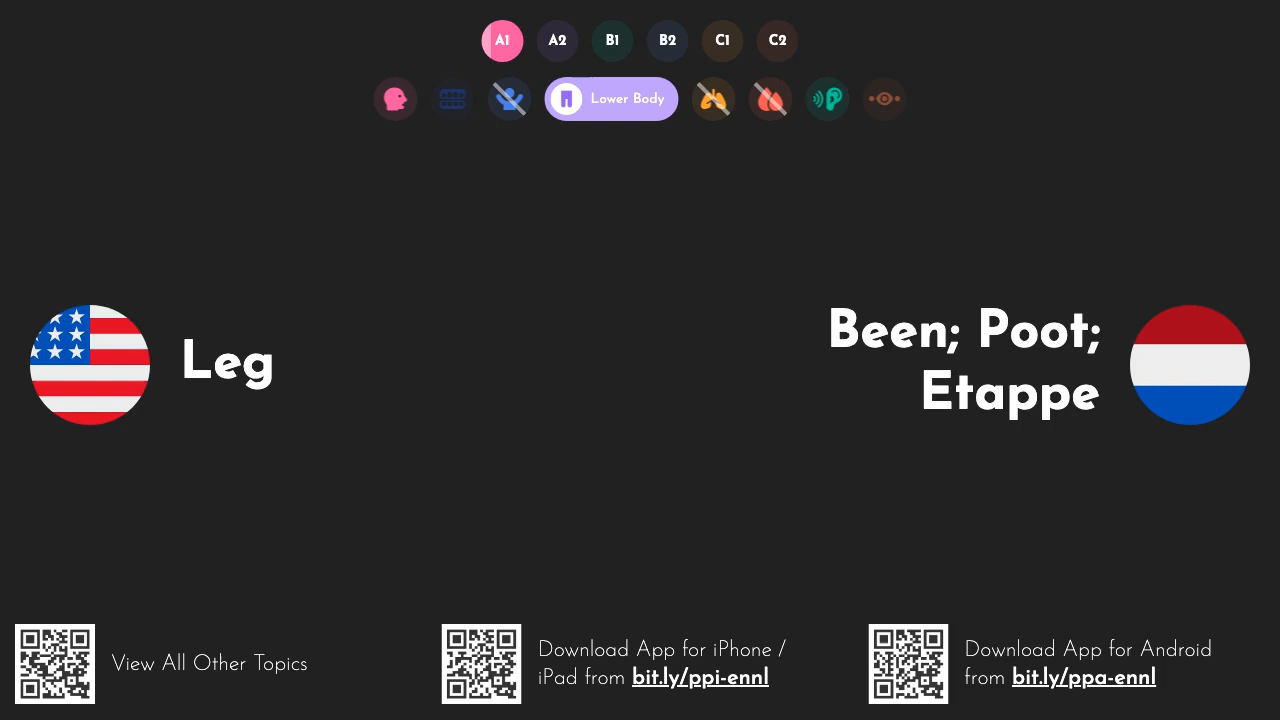 A1 A2 B1 B2 C1 C2
Lower Body
Leg
Been; Poot;
Etappe
View All Other Topics
Download App for iPhone /
iPad from bit.ly/ppi-ennl
Download App for Android
from bit.ly/ppa-ennl